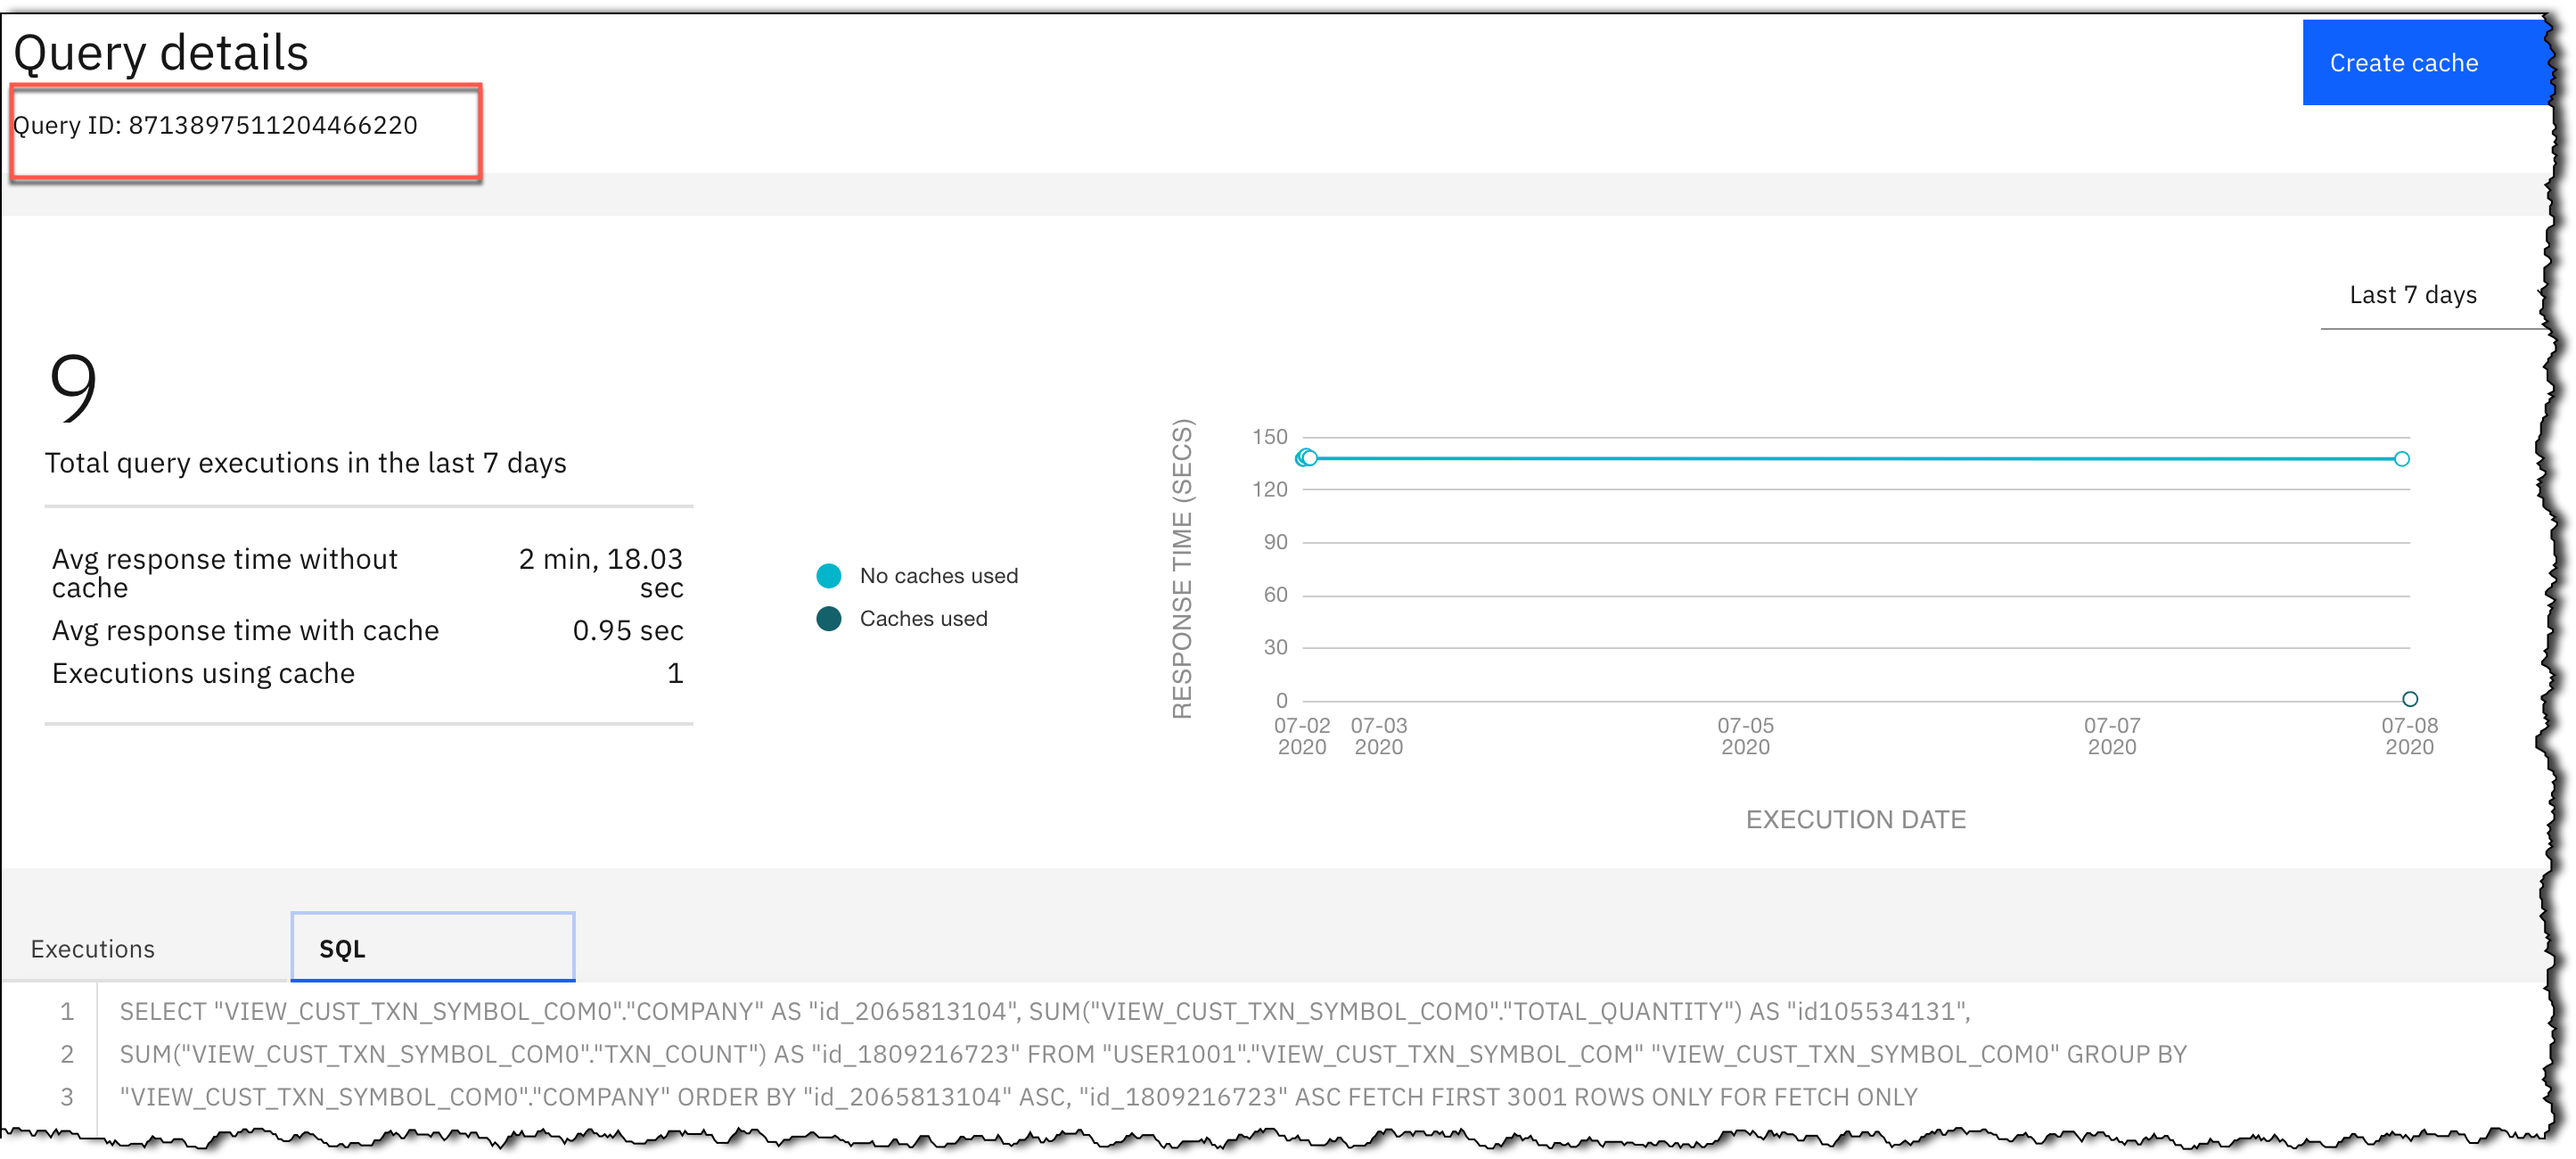 Query details
Create cache
Query ID: 8713897511204466220
Last 7 days
9
Total query executions in the last 7 days
Avg response time without cache
2 min, 18.03 sec
Avg response time with cache
0.95 sec
Executions using cache
1
No caches used
Caches used
RESPONSE TIME (SECS)
150
120
90
60
30
0
07-02 2020
07-03 2020
07-05 2020
07-07 2020
07-08 2020
EXECUTION DATE
Executions
SQL
1 SELECT "VIEW_CUST_TXN_SYMBOL_COM0"."COMPANY" AS "id_2065813104", SUM("VIEW_CUST_TXN_SYMBOL_COM0"."TOTAL_QUANTITY") AS "id105534131",
2 SUM("VIEW_CUST_TXN_SYMBOL_COM0"."TXN_COUNT") AS "id_1809216723" FROM "USER1001"."VIEW_CUST_TXN_SYMBOL_COM" "VIEW_CUST_TXN_SYMBOL_COM0" GROUP BY
3 "VIEW_CUST_TXN_SYMBOL_COM0"."COMPANY" ORDER BY "id_2065813104" ASC, "id_1809216723" ASC FETCH FIRST 3001 ROWS ONLY FOR FETCH ONLY